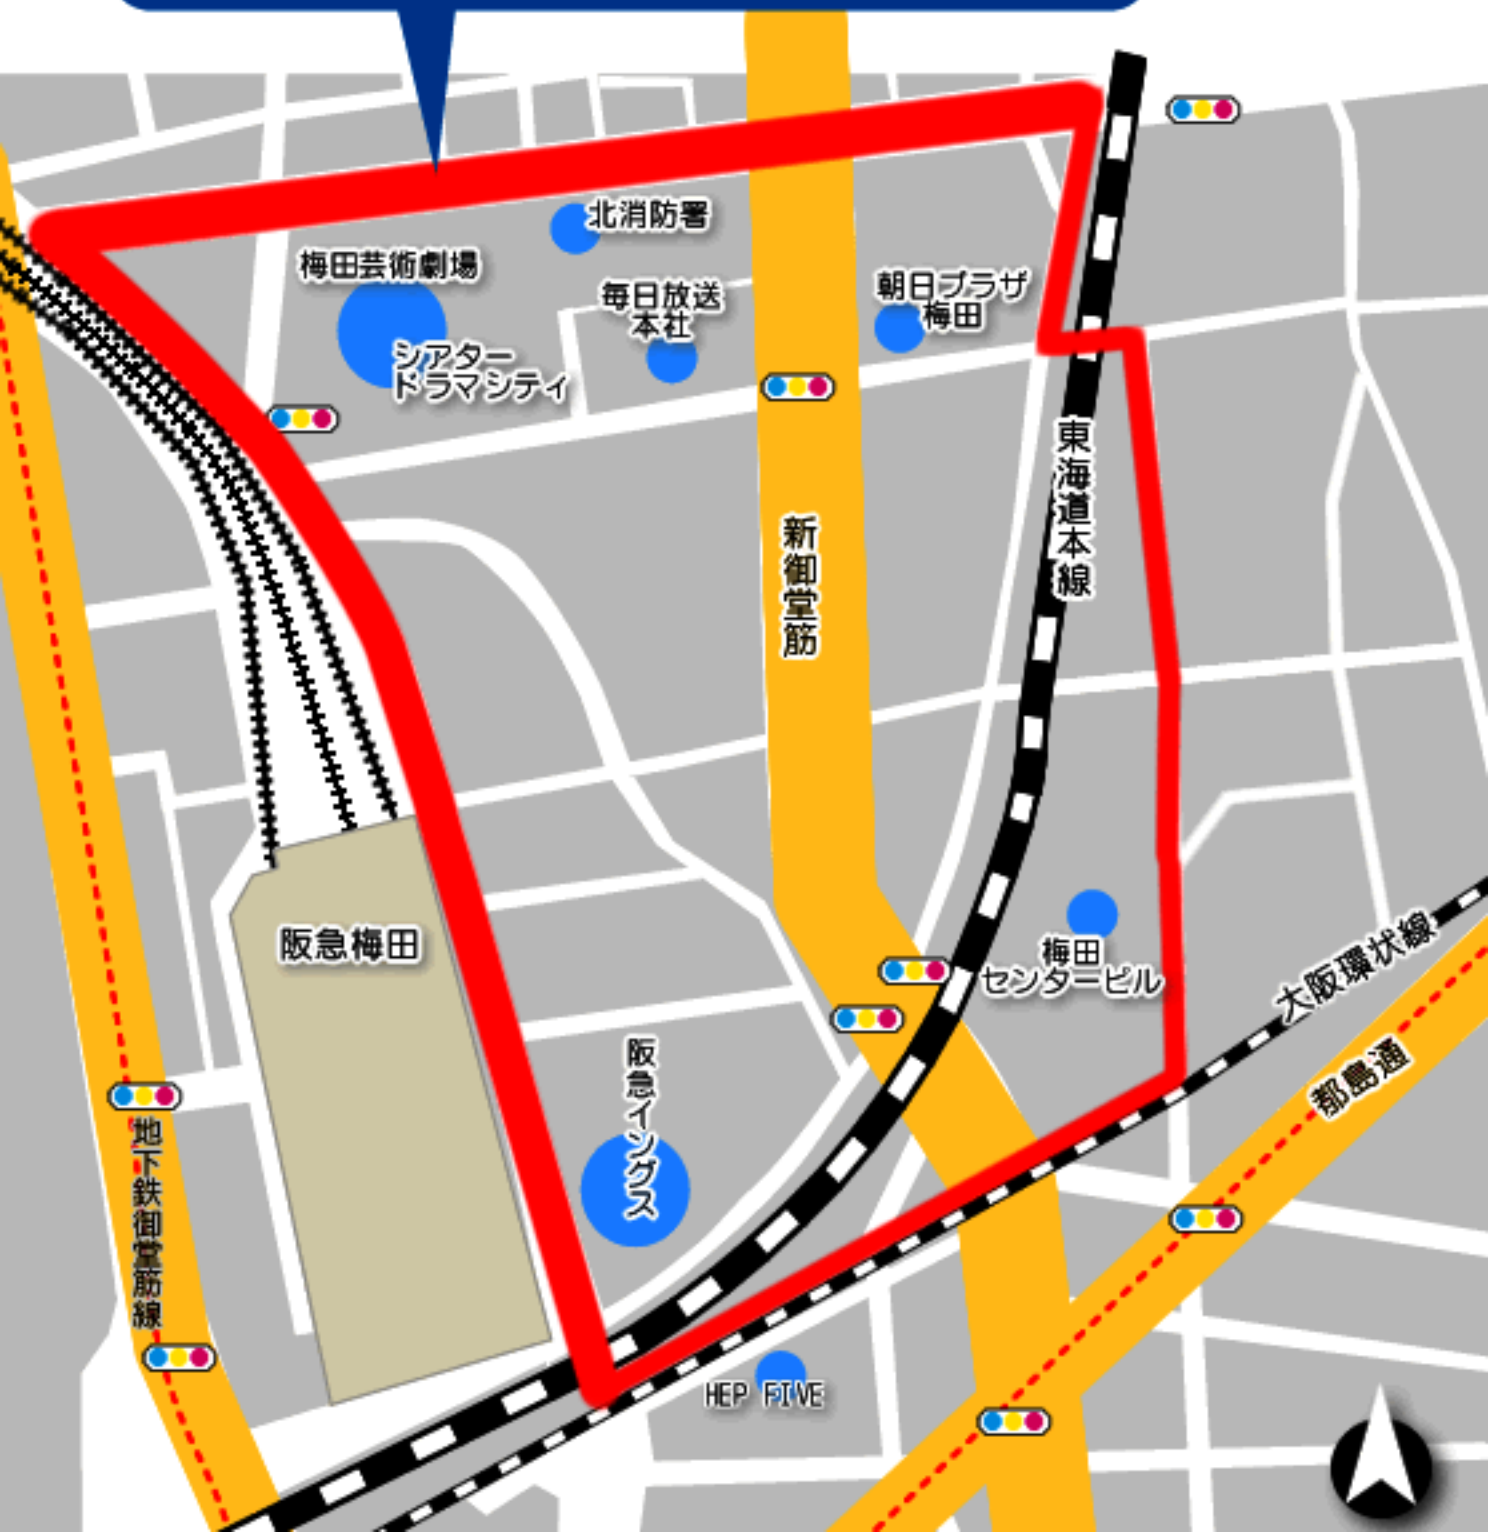 北消防署
梅田芸術劇場
毎日放送
本社
朝日プラザ
梅田
シアター
ドラマシティ
東海道本線
新御堂筋
阪急梅田
梅田
センタービル
大阪環状線
阪急イングス
都島通
地下鉄御堂筋線
HEP FIVE